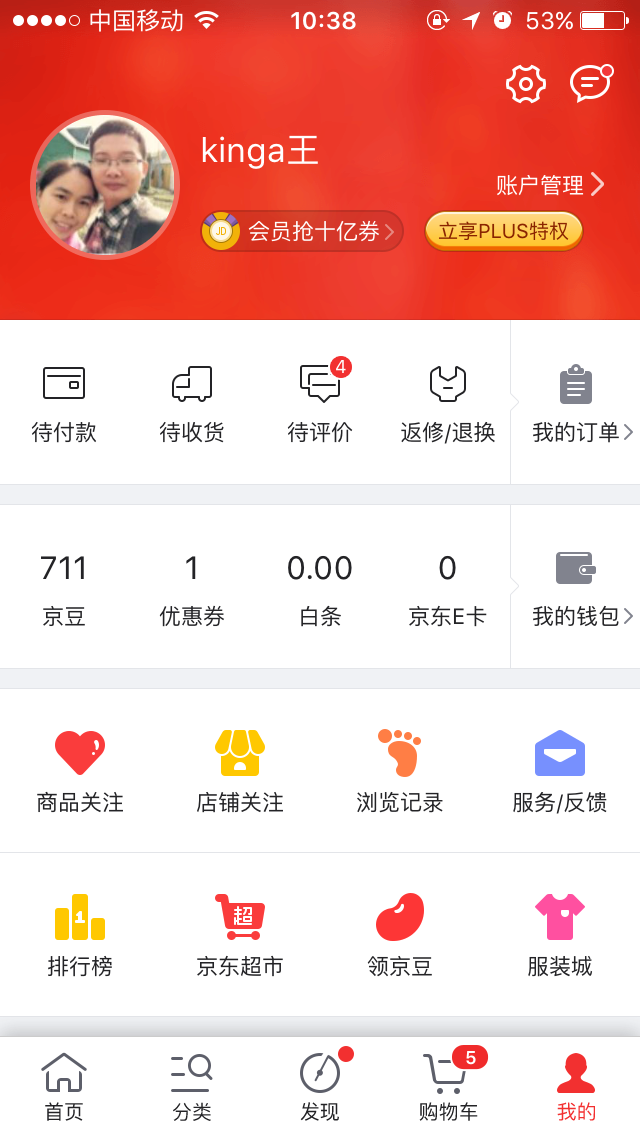 中国移动 10:38 53%
kinga王
账户管理
JD 会员抢十亿券 立享PLUS特权
4
待付款 待收货 待评价 返修/退换 我的订单
711 1 0.00 0
京豆 优惠券 白条 京东E卡 我的钱包
商品关注 店铺关注 浏览记录 服务/反馈
1 超
排行榜 京东超市 领京豆 服装城
5
首页 分类 发现 购物车 我的